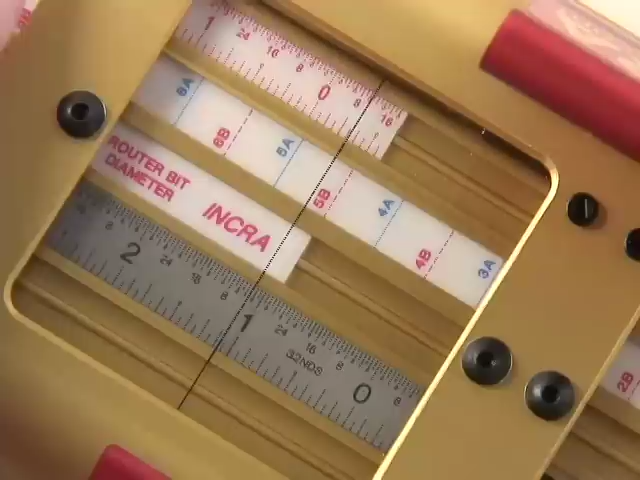 1 24 16 8 0 8 16
6A 6B 5A 5B 4A 4B 3A
ROUTER BIT
DIAMETER
INCRA
8 2 24 16 8 1 24 16 8 0 8
32NDS
2B